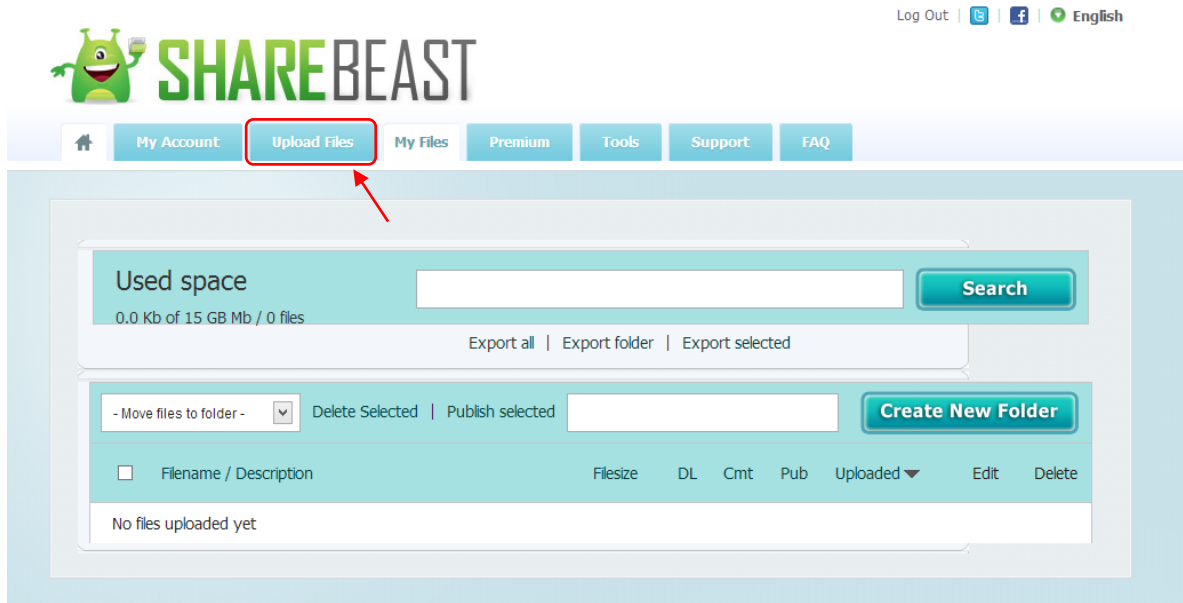 Log Out | | | English
SHAREBEAST
My Account Upload Files My Files Premium Tools Support FAQ
Used space
Search
0.0 Kb of 15 GB Mb / 0 files
Export all | Export folder | Export selected
- Move files to folder - Delete Selected | Publish selected Create New Folder
Filename / Description Filesize DL Cmt Pub Uploaded Edit Delete
No files uploaded yet